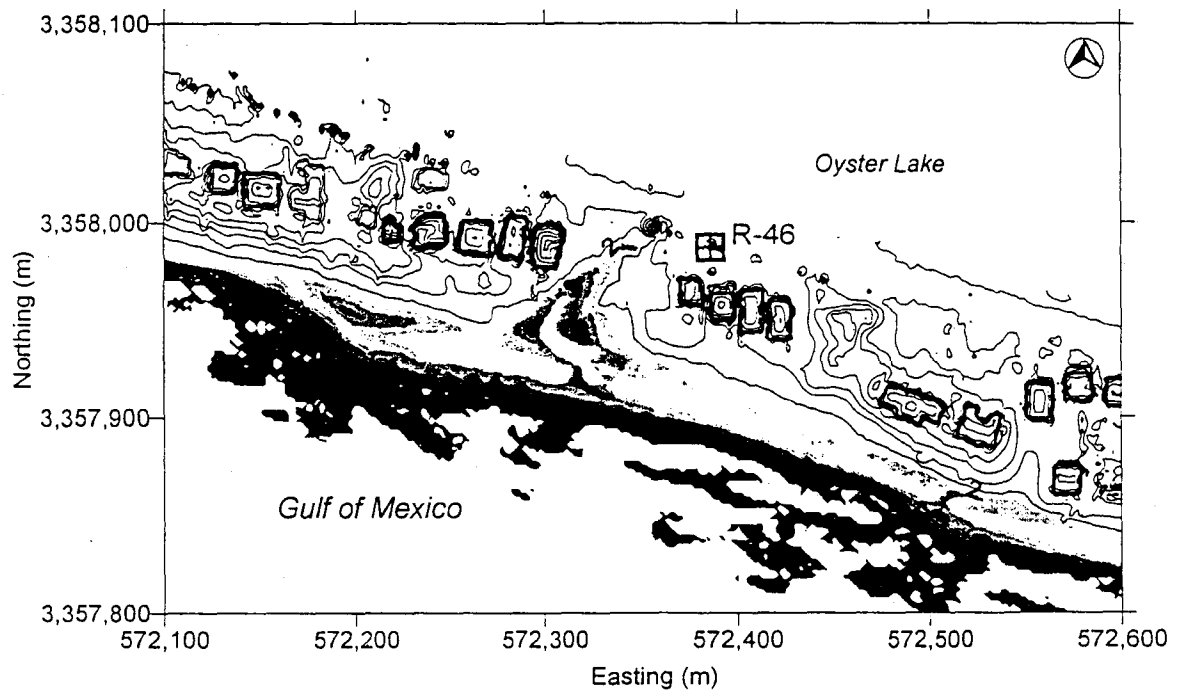 3,358,100
Oyster Lake
3,358,000
R-46
Northing (m)
3,357,900
Gulf of Mexico
3,357,800
572,100 572,200 572,300 572,400 572,500 572,600
Easting (m)